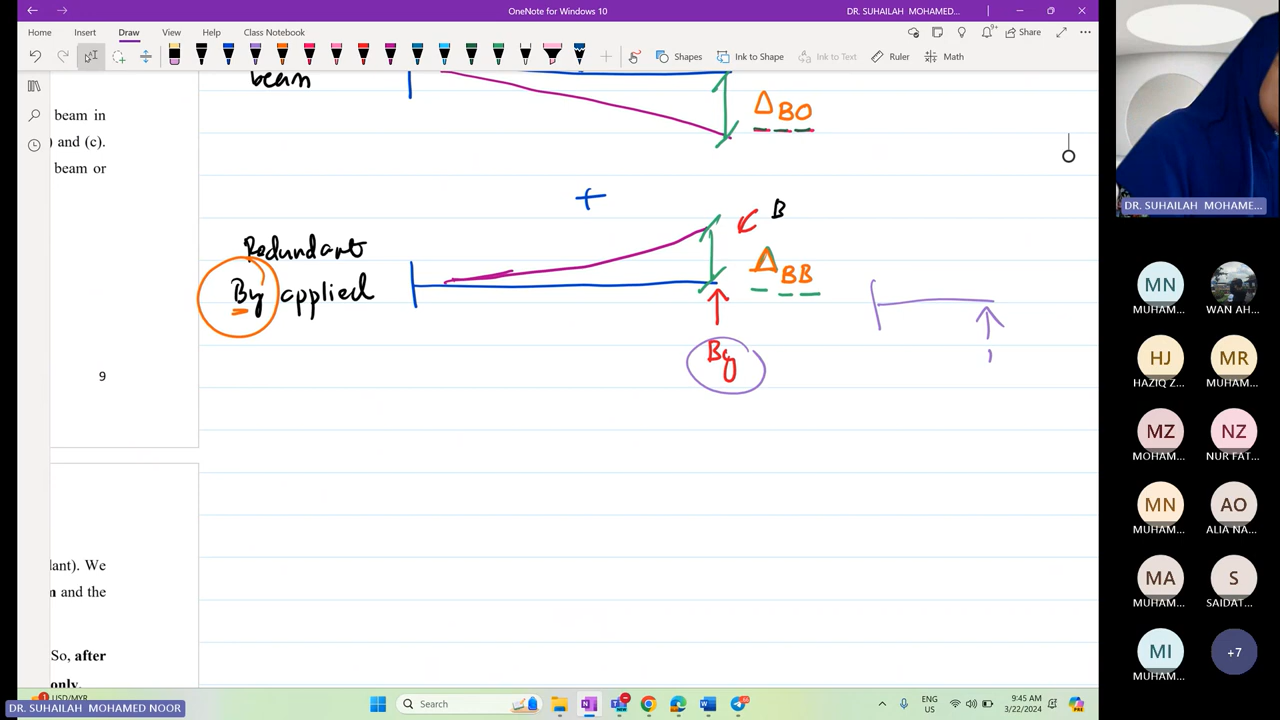 OneNote for Windows 10
DR. SUHAILAH MOHAMED...
Home
Insert
Draw
View
Help
Class Notebook
Share
Shapes
Ink to Shape
Ink to Text
Ruler
Math
beam in
) and (c).
beam or
9
dant). We
and the
So, after
only.
beam
ΔBO
+
B
Redundant
By applied
ΔBB
By
1
DR. SUHAILAH MOHAME...
MN
MUHAM...
WAN AH...
HJ
HAZIQ Z...
MR
MUHAM...
MZ
MOHAM...
NZ
NUR FAT...
MN
MUHAM...
AO
ALIA NA...
MA
MUHAM...
S
SAIDAT...
MI
MUHAM...
+7
USD/MYR
DR. SUHAILAH MOHAMED NOOR
Search
ENG
US
9:45 AM
3/22/2024